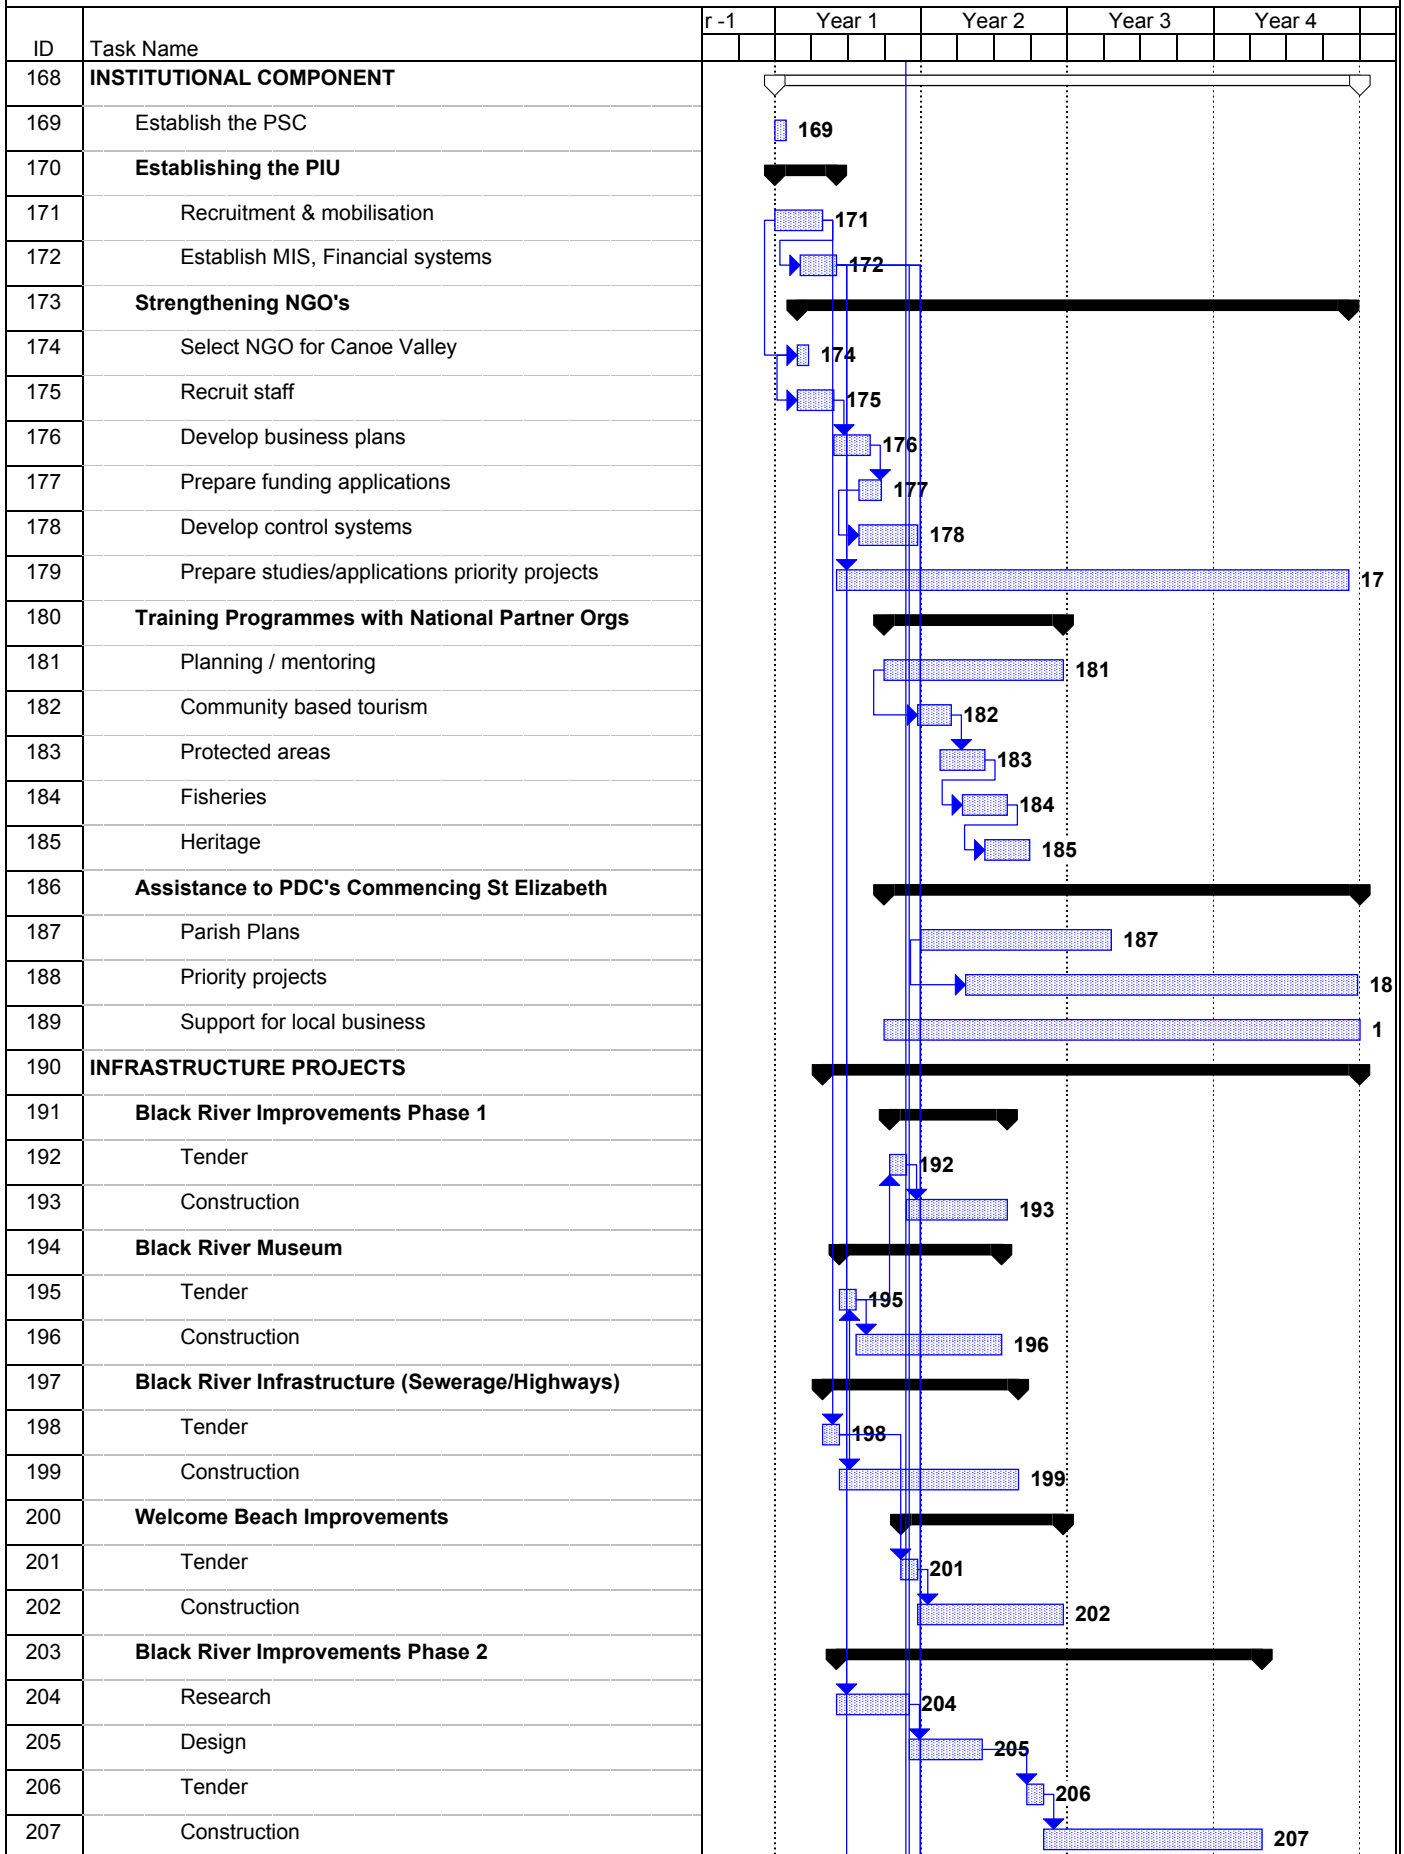 r -1 Year 1 Year 2 Year 3 Year 4
ID Task Name
168 INSTITUTIONAL COMPONENT
169 Establish the PSC 169
170 Establishing the PIU
171 Recruitment & mobilisation 171
172 Establish MIS, Financial systems 172
173 Strengthening NGO's
174 Select NGO for Canoe Valley 174
175 Recruit staff 175
176 Develop business plans 176
177 Prepare funding applications 177
178 Develop control systems 178
179 Prepare studies/applications priority projects 17
180 Training Programmes with National Partner Orgs
181 Planning / mentoring 181
182 Community based tourism 182
183 Protected areas 183
184 Fisheries 184
185 Heritage 185
186 Assistance to PDC's Commencing St Elizabeth
187 Parish Plans 187
188 Priority projects 18
189 Support for local business 1
190 INFRASTRUCTURE PROJECTS
191 Black River Improvements Phase 1
192 Tender 192
193 Construction 193
194 Black River Museum
195 Tender 195
196 Construction 196
197 Black River Infrastructure (Sewerage/Highways)
198 Tender 198
199 Construction 199
200 Welcome Beach Improvements
201 Tender 201
202 Construction 202
203 Black River Improvements Phase 2
204 Research 204
205 Design 205
206 Tender 206
207 Construction 207